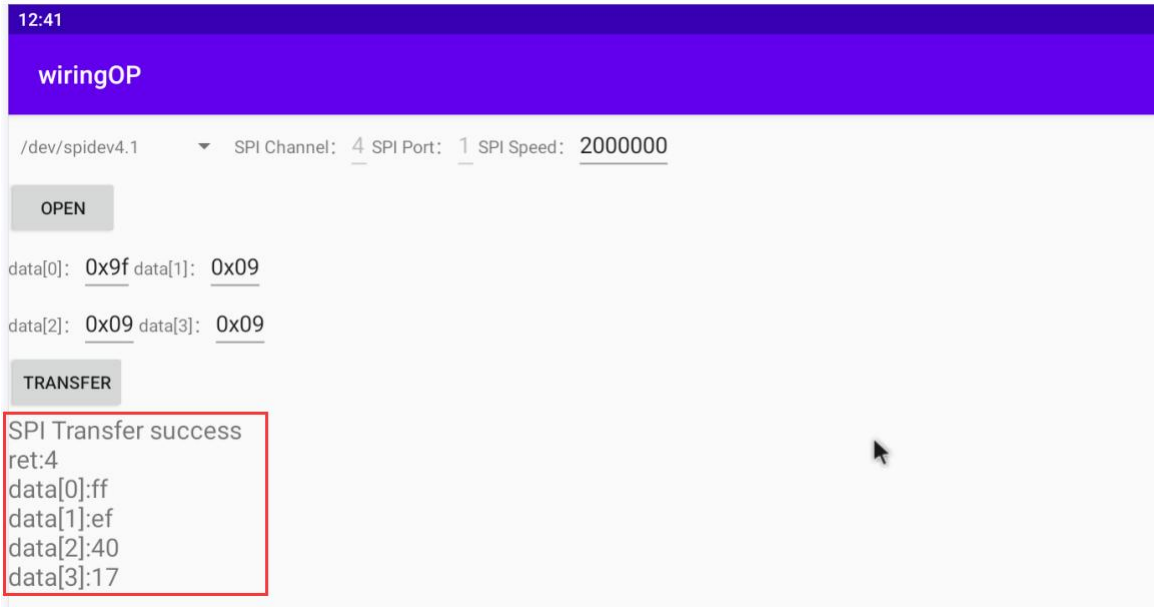 12:41
wiringOP
/dev/spidev4.1 SPI Channel: 4 SPI Port: 1 SPI Speed: 2000000
OPEN
data[0]: 0x9f data[1]: 0x09
data[2]: 0x09 data[3]: 0x09
TRANSFER
SPI Transfer success
ret:4
data[0]:ff
data[1]:ef
data[2]:40
data[3]:17